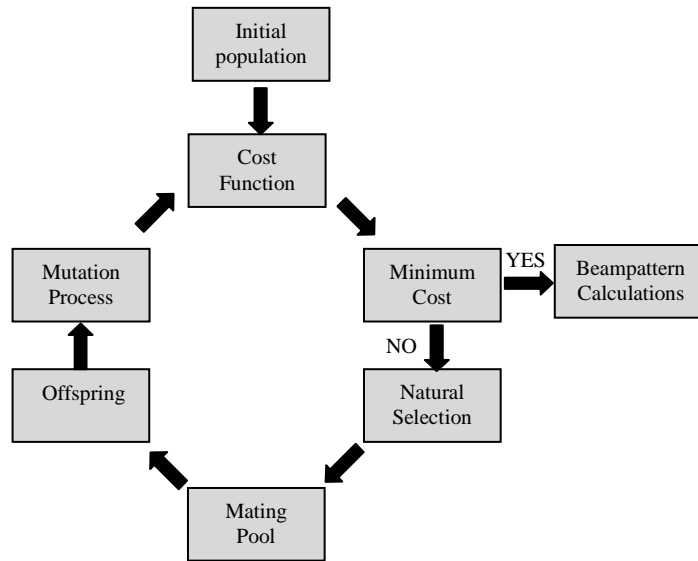 Initial
population
Cost
Function
Mutation
Process
Minimum
Cost
YES
Beampattern
Calculations
NO
Offspring
Natural
Selection
Mating
Pool